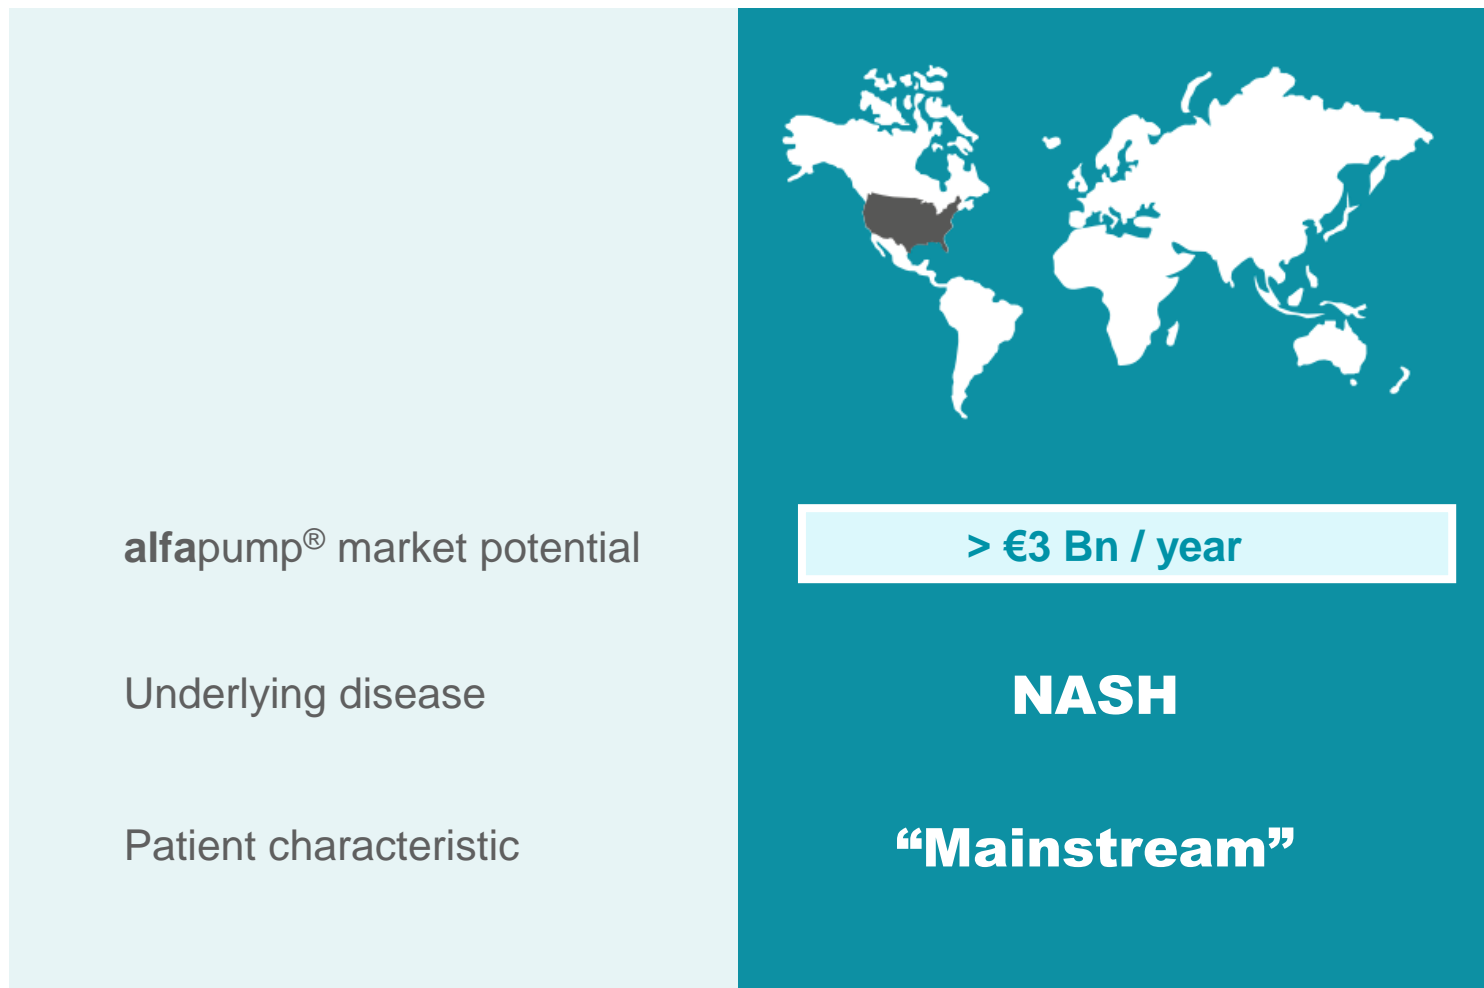 alfapump® market potential
> €3 Bn / year
Underlying disease
NASH
Patient characteristic
“Mainstream”